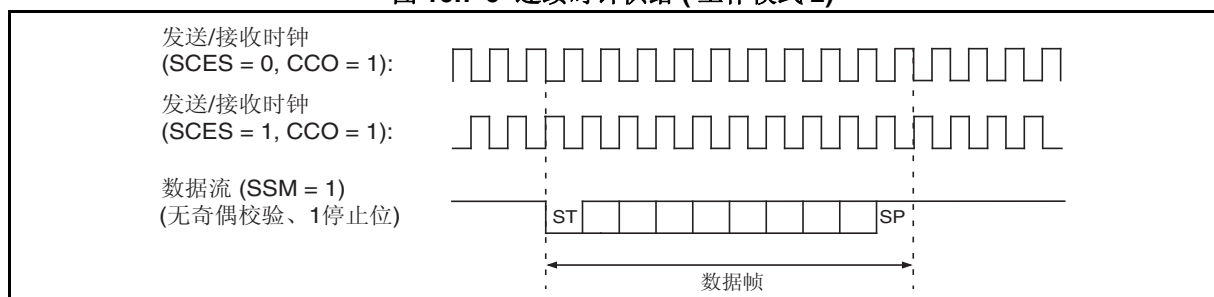 发送/接收时钟
(SCES = 0, CCO = 1):
发送/接收时钟
(SCES = 1, CCO = 1):
数据流 (SSM = 1)
(无奇偶校验、1停止位)
ST
SP
数据帧